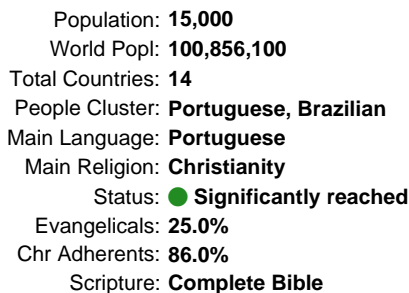 Population: 15,000
World Popl: 100,856,100
Total Countries: 14
People Cluster: Portuguese, Brazilian
Main Language: Portuguese
Main Religion: Christianity
Status: Significantly reached
Evangelicals: 25.0%
Chr Adherents: 86.0%
Scripture: Complete Bible